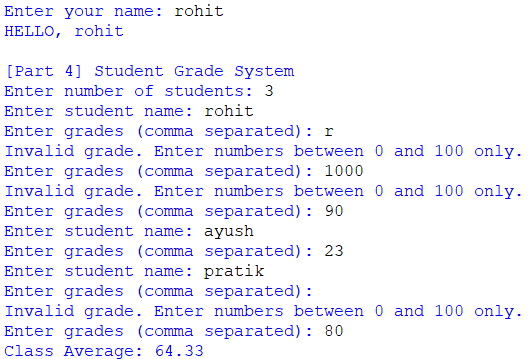 Enter your name: rohit
HELLO, rohit
[Part 4] Student Grade System
Enter number of students: 3
Enter student name: rohit
Enter grades (comma separated): r
Invalid grade. Enter numbers between 0 and 100 only.
Enter grades (comma separated): 1000
Invalid grade. Enter numbers between 0 and 100 only.
Enter grades (comma separated): 90
Enter student name: ayush
Enter grades (comma separated): 23
Enter student name: pratik
Enter grades (comma separated):
Invalid grade. Enter numbers between 0 and 100 only.
Enter grades (comma separated): 80
Class Average: 64.33